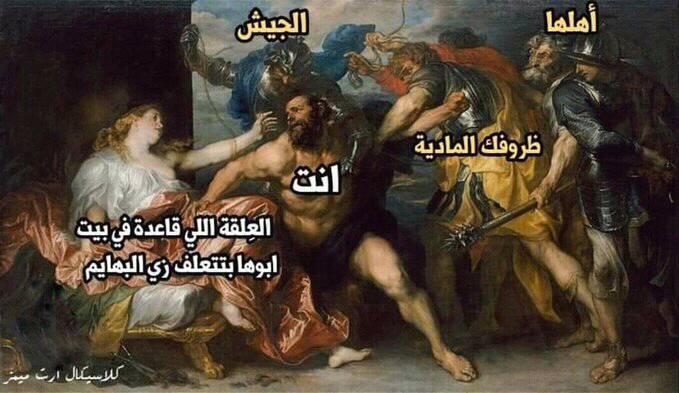 أهلها
الجيش
ظروفك المادية
انت
العِلقة اللي قاعدة في بيت
ابوها بتتعلف زي البهايم
كلاسيكال ارت ميمز